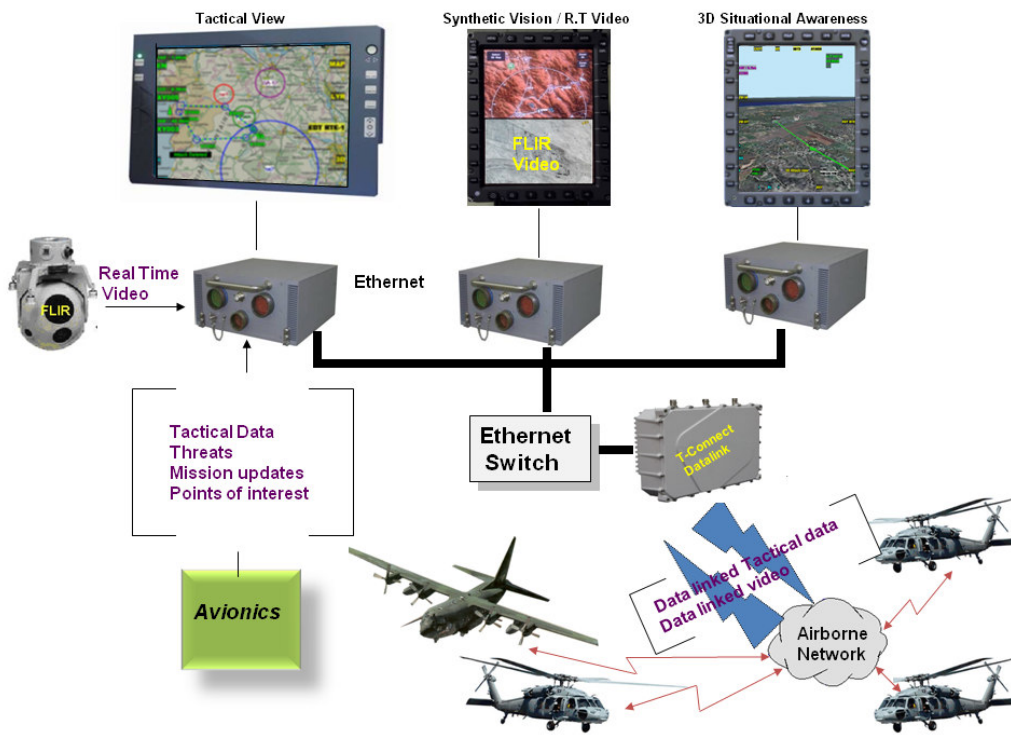 Tactical View
Synthetic Vision / R.T Video
3D Situational Awareness
MAP
FLIR
Video
FLIR
Real Time
Video
Ethernet
Tactical Data
Threats
Mission updates
Points of interest
Ethernet
Switch
T-Connect
Datalink
Avionics
Data linked Tactical data
Data linked video
Airborne
Network